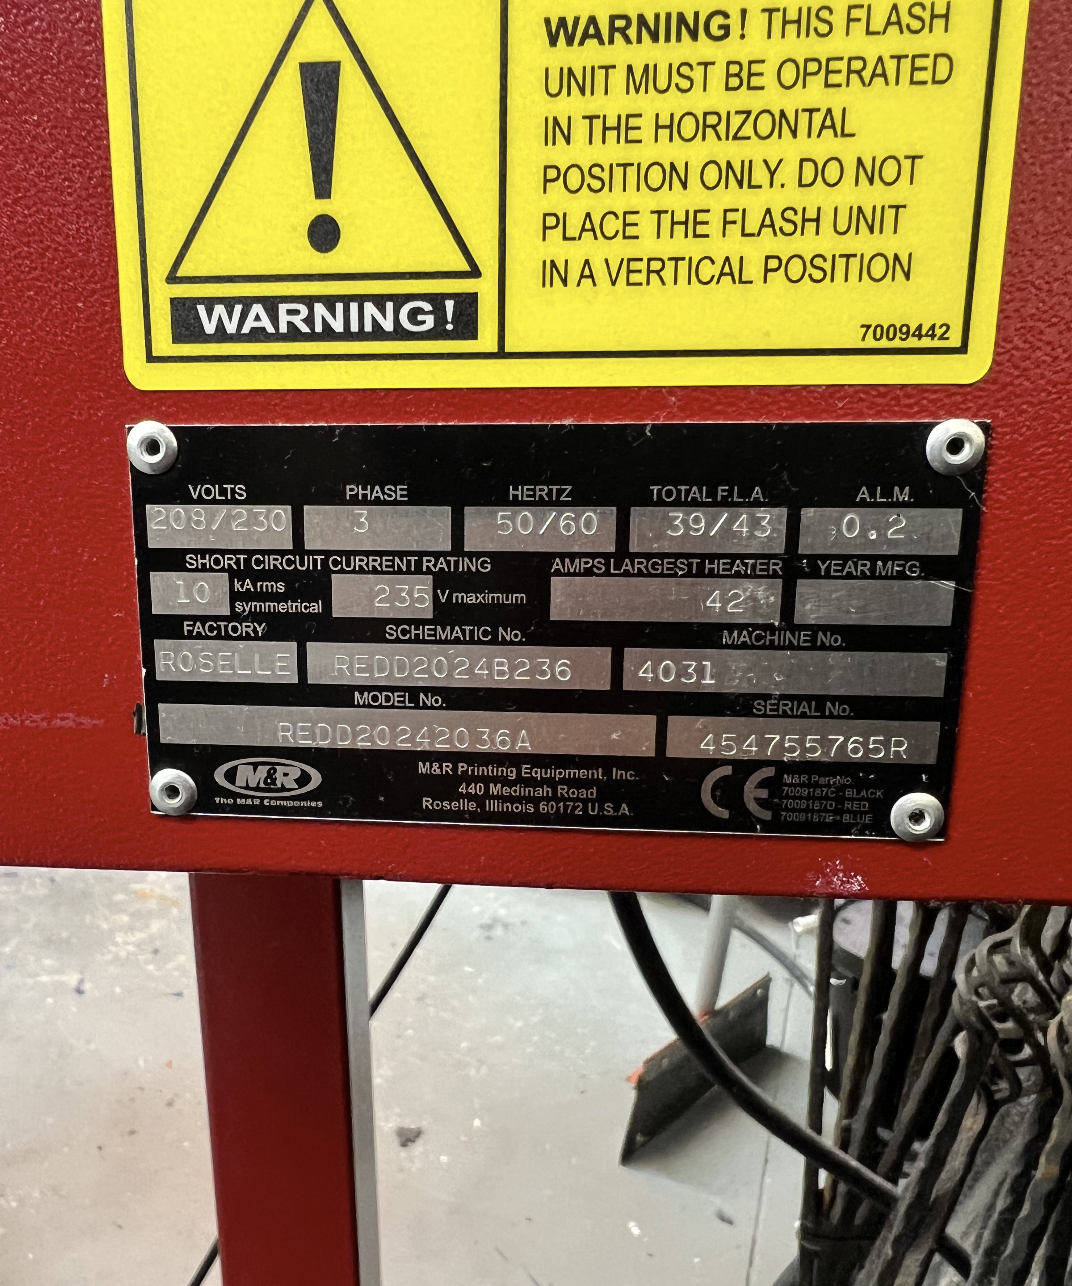 WARNING! THIS FLASH
UNIT MUST BE OPERATED
IN THE HORIZONTAL
POSITION ONLY. DO NOT
PLACE THE FLASH UNIT
IN A VERTICAL POSITION
WARNING!
7009442
VOLTS PHASE HERTZ TOTAL F.L.A. A.L.M.
208/230 3 50/60 39/43 0.2
SHORT CIRCUIT CURRENT RATING AMPS LARGEST HEATER YEAR MFG.
10 kA rms symmetrical 235 V maximum 42
FACTORY SCHEMATIC No. MACHINE No.
ROSELLE REDD2024B236 4031
MODEL No. SERIAL No.
REDD20242036A 454755765R
M&R
The M&R Companies
M&R Printing Equipment, Inc.
440 Medinah Road
Roselle, Illinois 60172 U.S.A.
CE
M&R Part No.
7009187C - BLACK
7009187D - RED
7009187E - BLUE